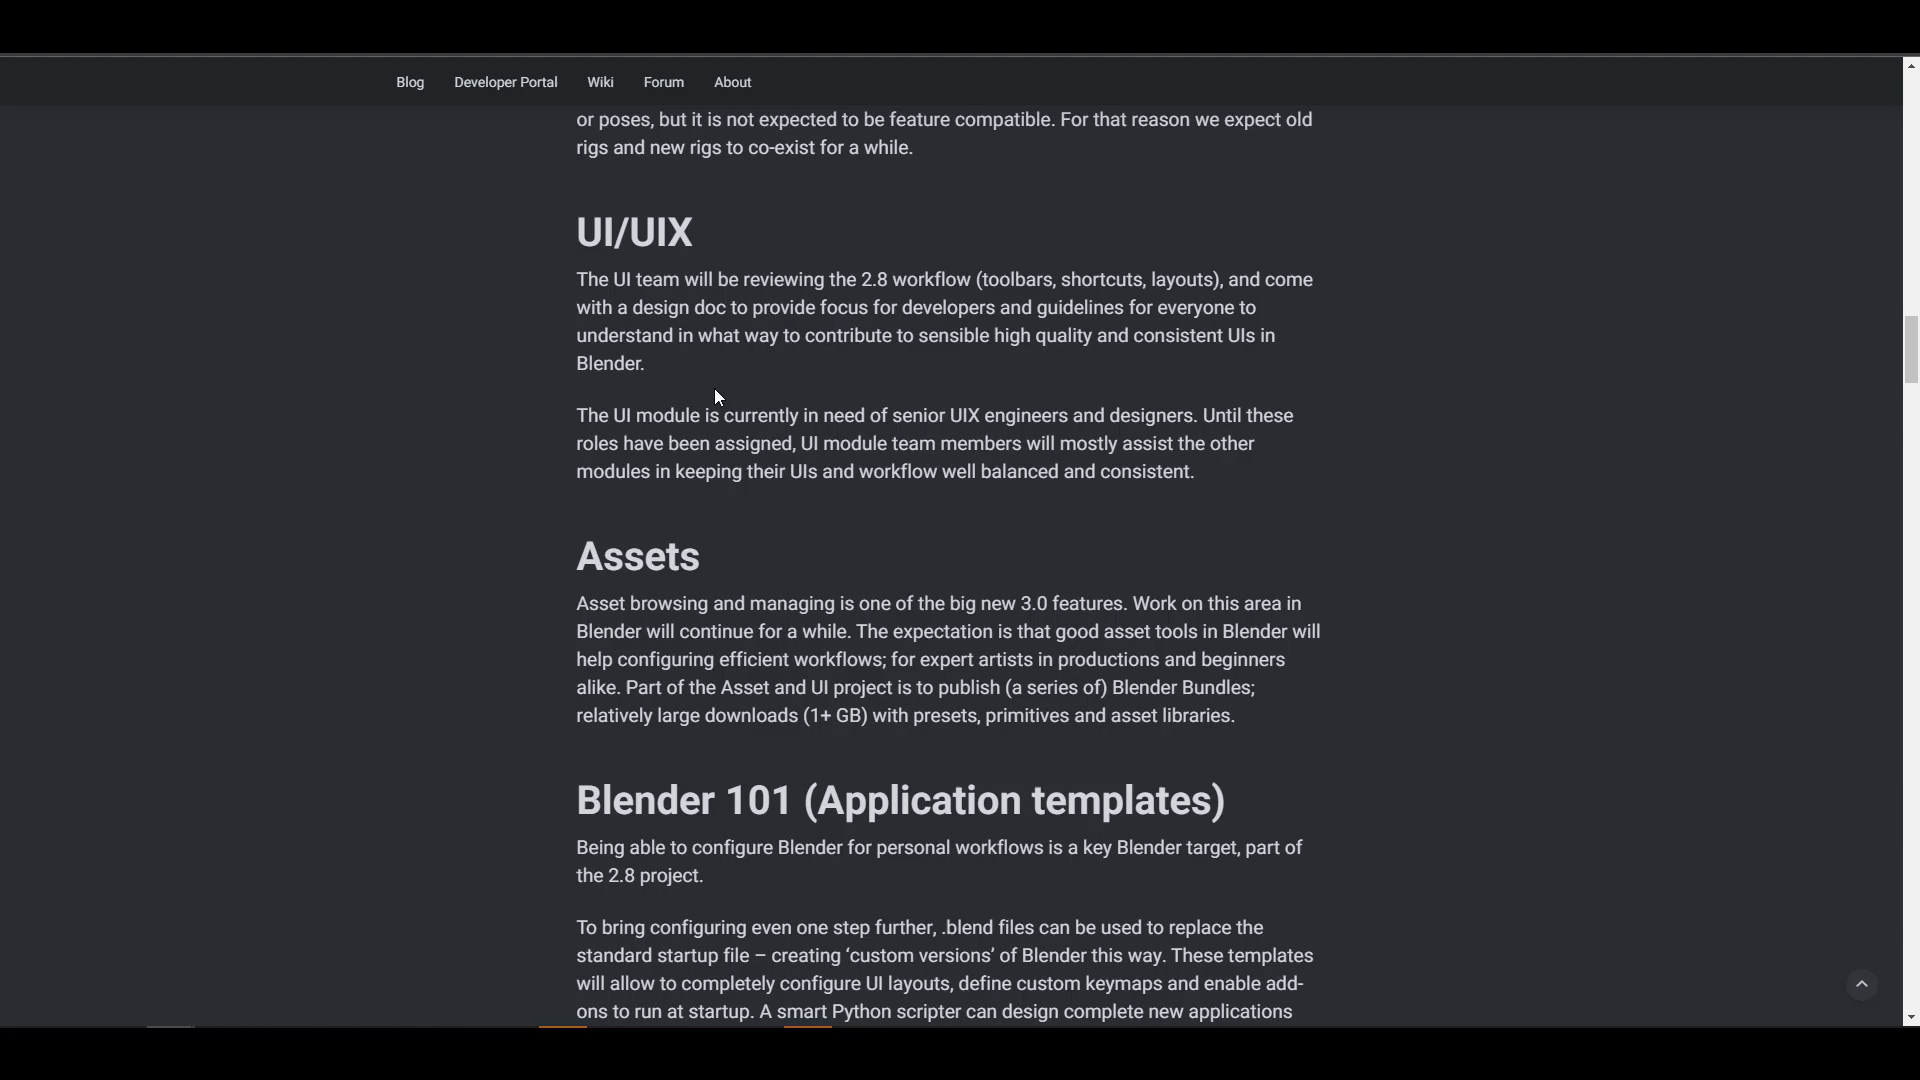 Blog Developer Portal Wiki Forum About
or poses, but it is not expected to be feature compatible. For that reason we expect old
rigs and new rigs to co-exist for a while.
UI/UIX
The UI team will be reviewing the 2.8 workflow (toolbars, shortcuts, layouts), and come
with a design doc to provide focus for developers and guidelines for everyone to
understand in what way to contribute to sensible high quality and consistent UIs in
Blender.
The UI module is currently in need of senior UIX engineers and designers. Until these
roles have been assigned, UI module team members will mostly assist the other
modules in keeping their UIs and workflow well balanced and consistent.
Assets
Asset browsing and managing is one of the big new 3.0 features. Work on this area in
Blender will continue for a while. The expectation is that good asset tools in Blender will
help configuring efficient workflows; for expert artists in productions and beginners
alike. Part of the Asset and UI project is to publish (a series of) Blender Bundles;
relatively large downloads (1+ GB) with presets, primitives and asset libraries.
Blender 101 (Application templates)
Being able to configure Blender for personal workflows is a key Blender target, part of
the 2.8 project.
To bring configuring even one step further, .blend files can be used to replace the
standard startup file – creating ‘custom versions’ of Blender this way. These templates
will allow to completely configure UI layouts, define custom keymaps and enable add-
ons to run at startup. A smart Python scripter can design complete new applications